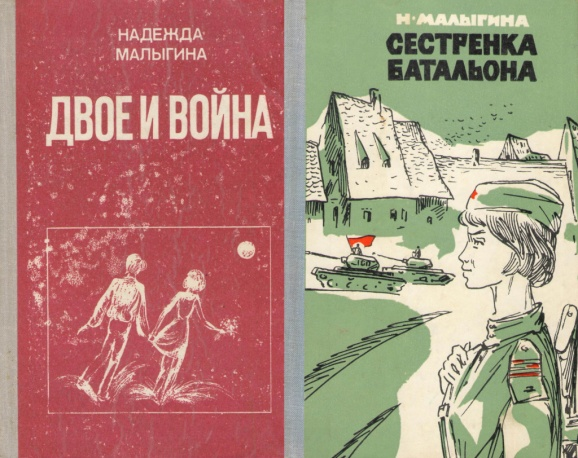 НАДЕЖДА
МАЛЫГИНА
ДВОЕ И ВОЙНА
Н·МАЛЫГИНА
СЕСТРЕНКА
БАТАЛЬОНА